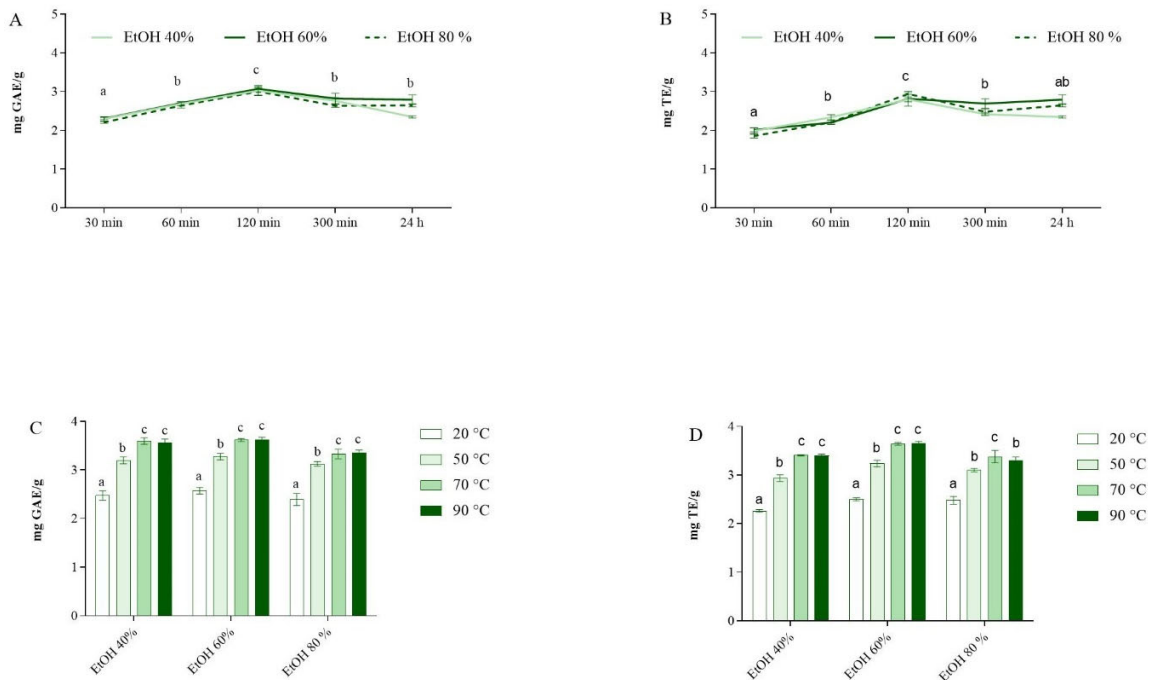 A
EtOH 40% EtOH 60% EtOH 80 %
mg GAE/g
5
4
3
2
1
0
a b c b b
30 min 60 min 120 min 300 min 24 h
B
EtOH 40% EtOH 60% EtOH 80 %
mg TE/g
5
4
3
2
1
0
a b c b ab
30 min 60 min 120 min 300 min 24 h
C
mg GAE/g
4
3
2
1
0
a b c c a b c c a b c c
EtOH 40% EtOH 60% EtOH 80 %
20 °C
50 °C
70 °C
90 °C
D
mg TE/g
4
3
2
1
0
a b c c a b c c a b c b
EtOH 40% EtOH 60% EtOH 80 %
20 °C
50 °C
70 °C
90 °C